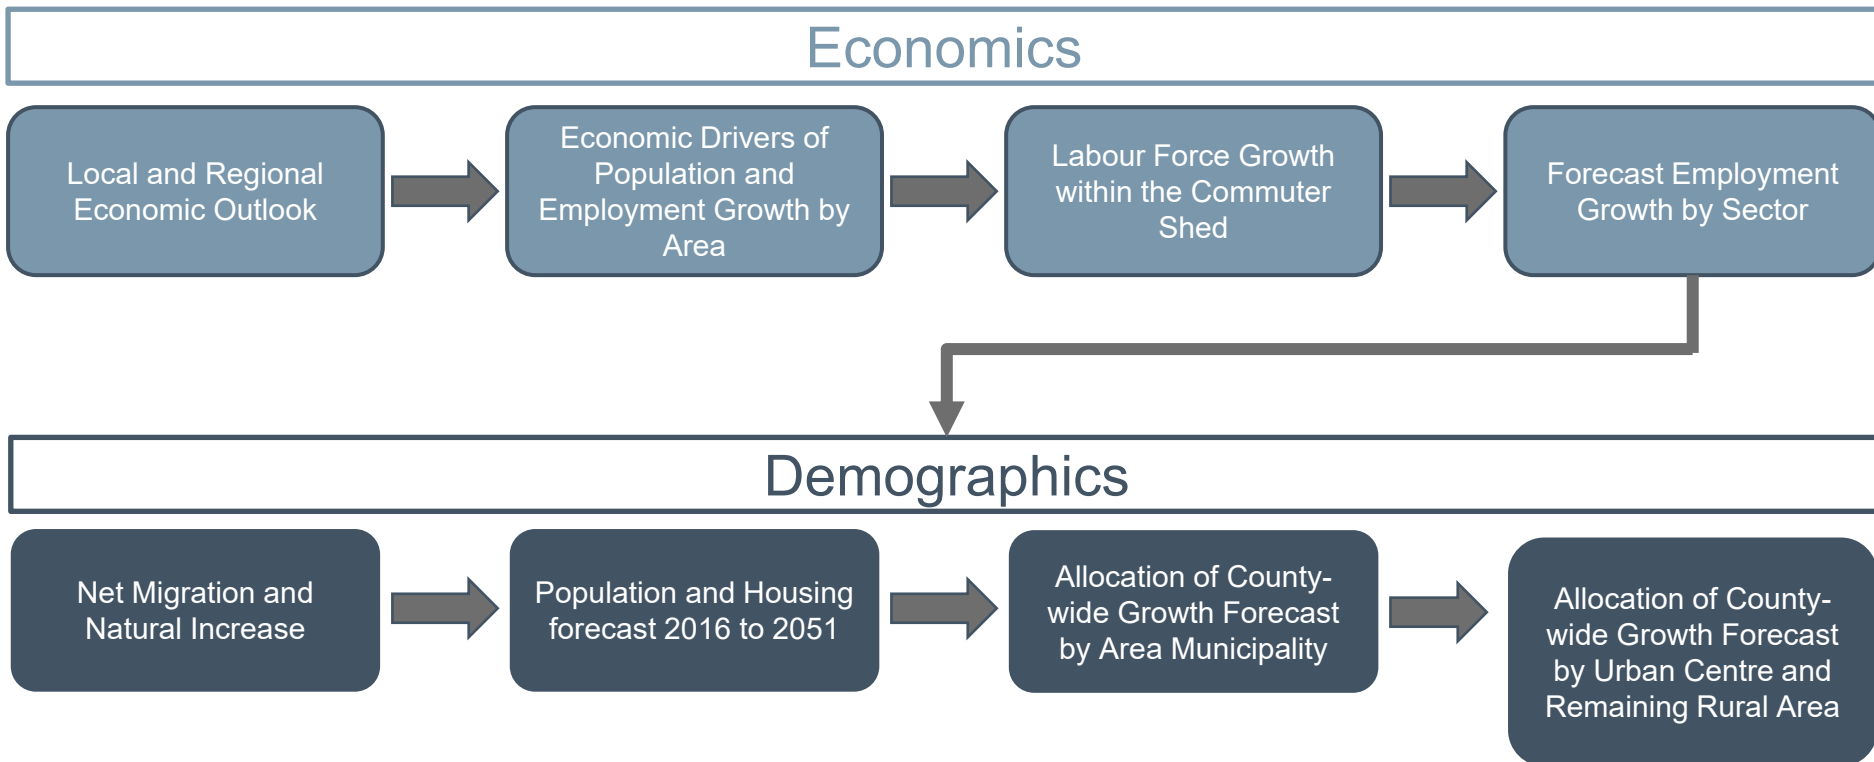 Economics
Local and Regional
Economic Outlook
Economic Drivers of
Population and
Employment Growth by
Area
Labour Force Growth
within the Commuter
Shed
Forecast Employment
Growth by Sector
Demographics
Net Migration and
Natural Increase
Population and Housing
forecast 2016 to 2051
Allocation of County-
wide Growth Forecast
by Area Municipality
Allocation of County-
wide Growth Forecast
by Urban Centre and
Remaining Rural Area